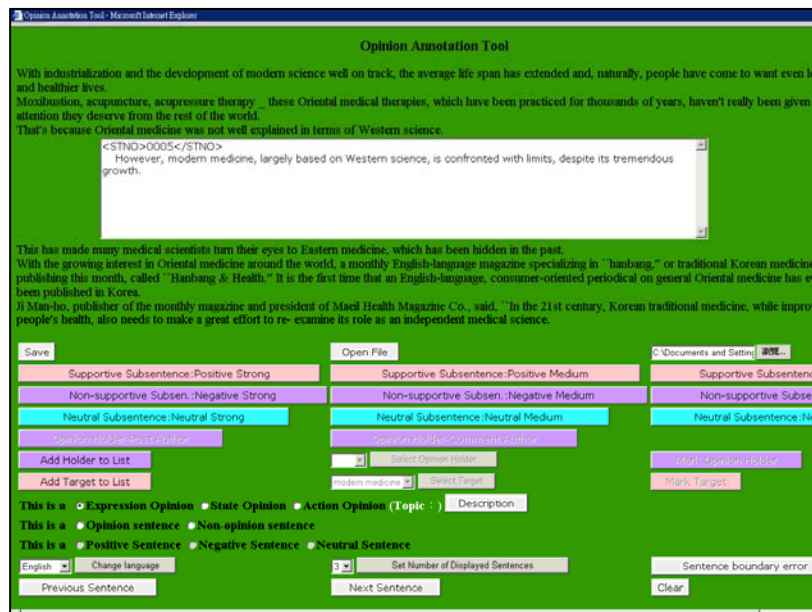 Opinion Annotation Tool - Microsoft Internet Explorer
Opinion Annotation Tool
With industrialization and the development of modern science well on track, the average life span has extended and, naturally, people have come to want even
and healthier lives.
Moxibustion, acupuncture, acupressure therapy _ these Oriental medical therapies, which have been practiced for thousands of years, haven't really been given
attention they deserve from the rest of the world.
That's because Oriental medicine was not well explained in terms of Western science.
<STNO>0005</STNO>
However, modern medicine, largely based on Western science, is confronted with limits, despite its tremendous
growth.
This has made many medical scientists turn their eyes to Eastern medicine, which has been hidden in the past.
With the growing interest in Oriental medicine around the world, a monthly English-language magazine specializing in ``hanbang,'' or traditional Korean medicine
publishing this month, called ``Hanbang & Health.'' It is the first time that an English-language, consumer-oriented periodical on general Oriental medicine has
been published in Korea.
Ji Man-ho, publisher of the monthly magazine and president of Maeil Health Magazine Co., said, ``In the 21st century, Korean traditional medicine, while
people's health, also needs to make a great effort to re- examine its role as an independent medical science.
Save Open File C:\Documents and Setting 瀏覽...
Supportive Subsentence:Positive Strong Supportive Subsentence:Positive Medium Supportive
Non-supportive Subsen.:Negative Strong Non-supportive Subsen.:Negative Medium Non-supportive
Neutral Subsentence:Neutral Strong Neutral Subsentence:Neutral Medium Neutral Subsentence:
Opinion Holder-Post Author Opinion Holder-Comment Author
Add Holder to List Select Opinion Holder Mark Opinion Holder
Add Target to List modern medicine Select Target Mark Target
This is a Expression Opinion State Opinion Action Opinion (Topic：) Description
This is a Opinion sentence Non-opinion sentence
This is a Positive Sentence Negative Sentence Neutral Sentence
English Change language 3 Set Number of Displayed Sentences Sentence boundary error
Previous Sentence Next Sentence Clear